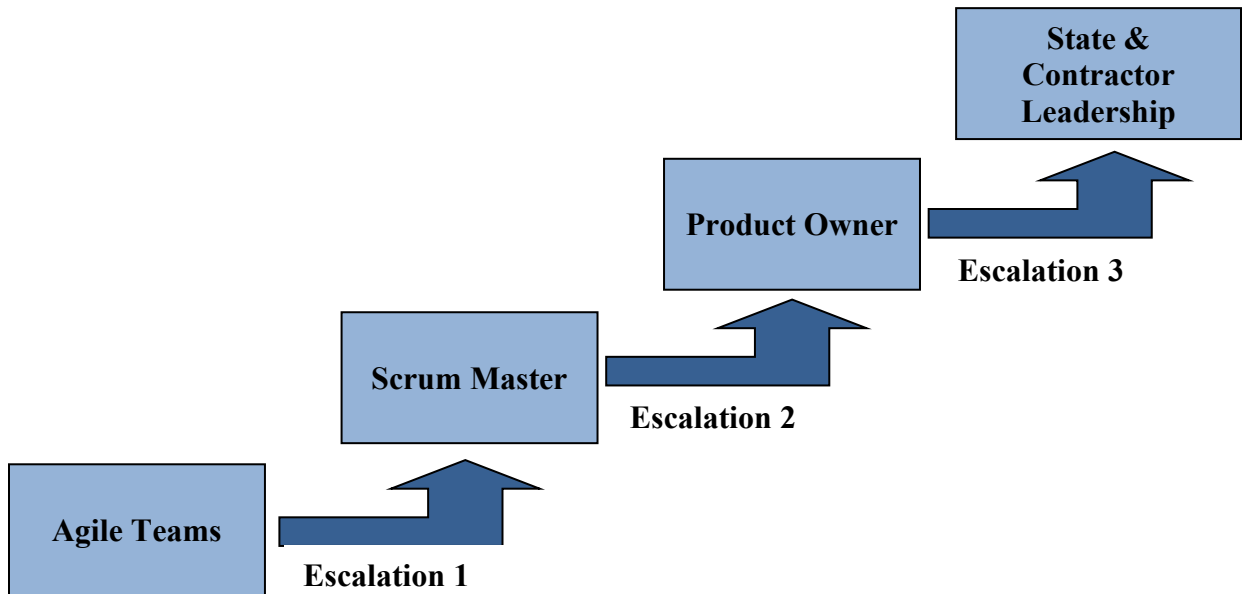 State &
Contractor
Leadership
Product Owner
Escalation 3
Scrum Master
Escalation 2
Agile Teams
Escalation 1